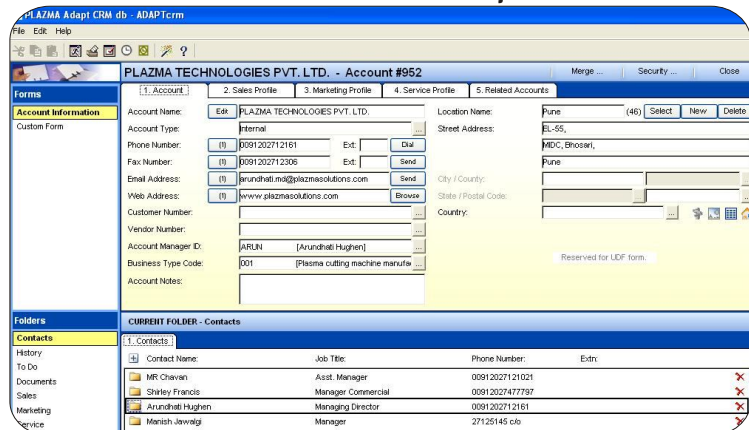 PLAZMA Adapt CRM db - ADAPTcrm
File Edit Help
PLAZMA TECHNOLOGIES PVT. LTD. - Account #952 Merge ... Security ... Close
Forms
Account Information
Custom Form
1. Account 2. Sales Profile 3. Marketing Profile 4. Service Profile 5. Related Accounts
Account Name: Edit PLAZMA TECHNOLOGIES PVT. LTD. Location Name: Pune (46) Select New Delete
Account Type: Internal ... Street Address: EL-55,
Phone Number: (1) 0091202712161 Ext: Dial MIDC, Bhosari,
Fax Number: (1) 0091202712306 Ext: Send Pune
Email Address: (1) arundhati.md@plazmasolutions.com Send City / County:
Web Address: (1) www.plazmasolutions.com Browse State / Postal Code: ...
Customer Number: ... Country: ...
Vendor Number: ...
Account Manager ID: ARUN [Arundhati Hughen] ...
Business Type Code: 001 [Plasma cutting machine manufa ... Reserved for UDF form.
Account Notes:
Folders
Contacts
History
To Do
Documents
Sales
Marketing
Service
CURRENT FOLDER - Contacts
1. Contacts
Contact Name: Job Title: Phone Number: Extn:
MR Chavan Asst. Manager 00912027121021
Shirley Francis Manager Commercial 00912027477797
Arundhati Hughen Managing Director 0091202712161
Manish Jawalgi Manager 27125145 c/o